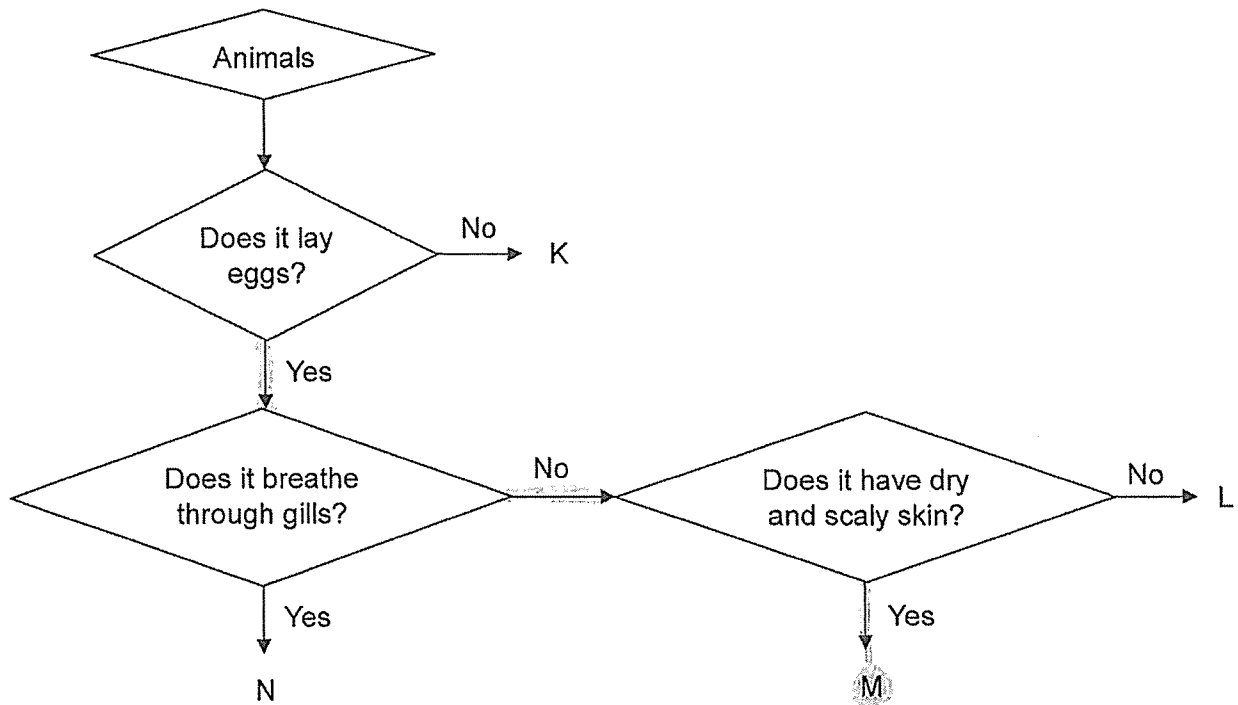 Animals
Does it lay
eggs?
No
K
Yes
Does it breathe
through gills?
No
Does it have dry
and scaly skin?
No
L
Yes
N
Yes
M